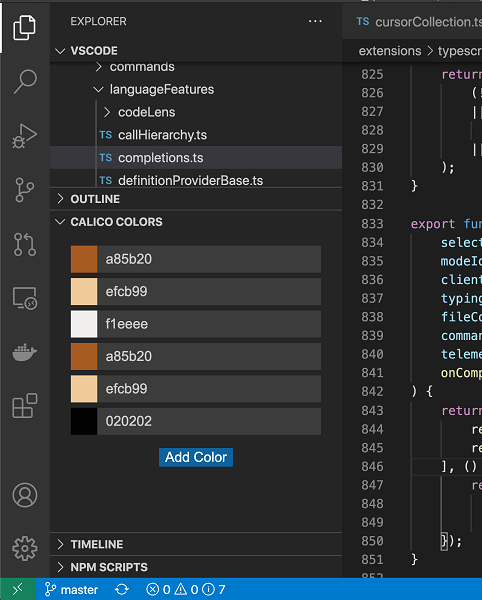 EXPLORER
VSCODE
commands
languageFeatures
codeLens
TS callHierarchy.ts
TS completions.ts
TS definitionProviderBase.ts
OUTLINE
CALICO COLORS
a85b20
efcb99
f1eeee
a85b20
efcb99
020202
Add Color
TIMELINE
NPM SCRIPTS
master
0 0 7
TS cursorCollection.ts
extensions > typescr
825 return
826 (!
827 ||
828
829 ||
830 );
831 }
832
833 export fun
834 select
835 modeId
836 client
837 typing
838 fileCo
839 comman
840 teleme
841 onComp
842 ) {
843 return
844 re
845 re
846 ], ()
847 re
848
849
850 });
851 }
852